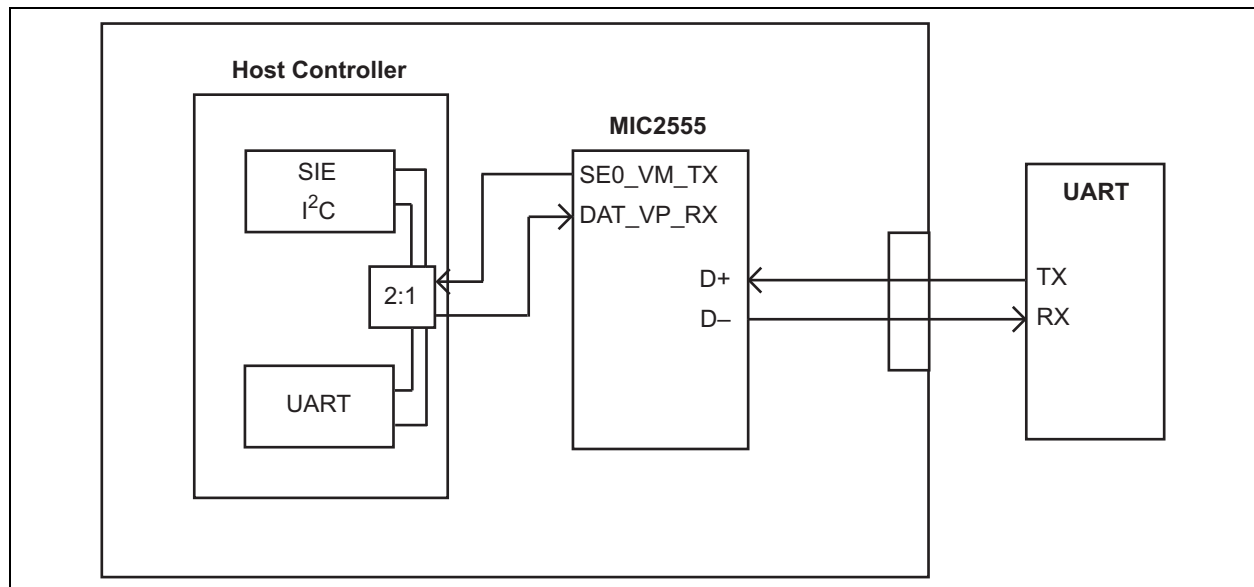 Host Controller
SIE
I²C
2:1
UART
MIC2555
SE0_VM_TX
DAT_VP_RX
D+
D–
UART
TX
RX